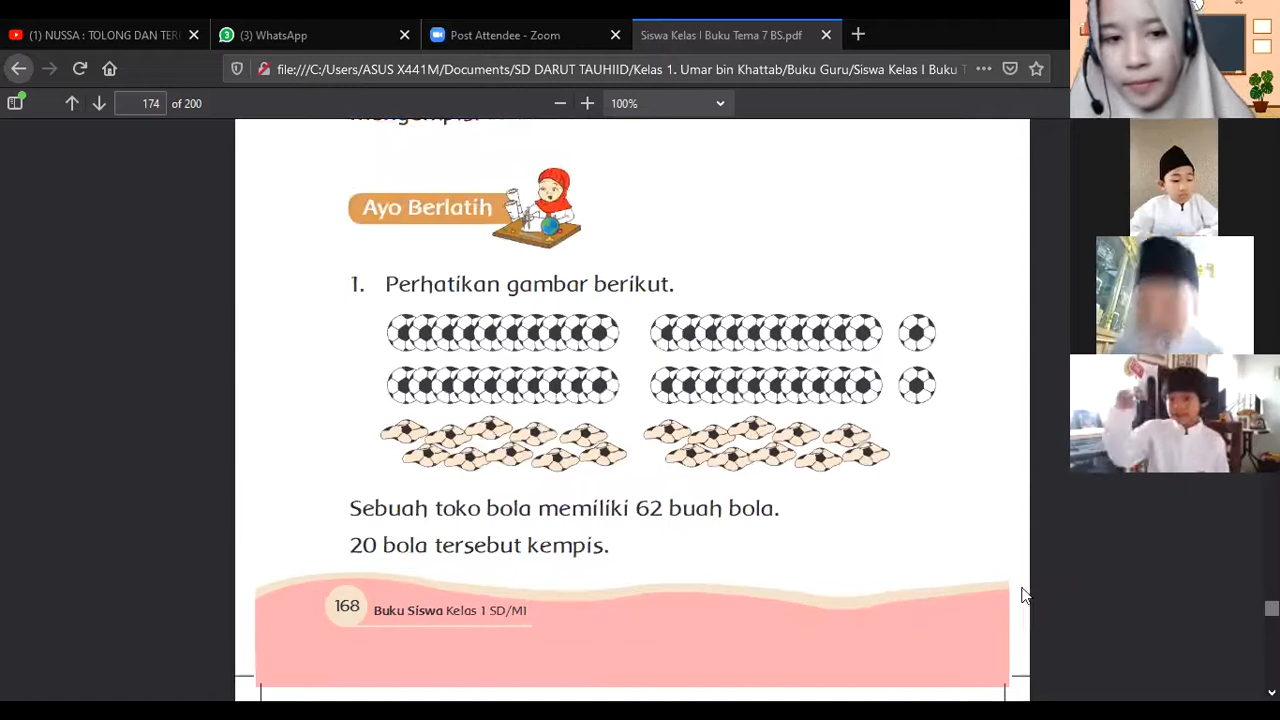 (1) NUSSA : TOLONG DAN TER
(3) WhatsApp
Post Attendee - Zoom
Siswa Kelas I Buku Tema 7 BS.pdf
file:///C:/Users/ASUS X441M/Documents/SD DARUT TAUHIID/Kelas 1. Umar bin Khattab/Buku Guru/Siswa Kelas I Buku T
174 of 200
100%
Ayo Berlatih
1. Perhatikan gambar berikut.
Sebuah toko bola memiliki 62 buah bola.
20 bola tersebut kempis.
168 Buku Siswa Kelas 1 SD/MI